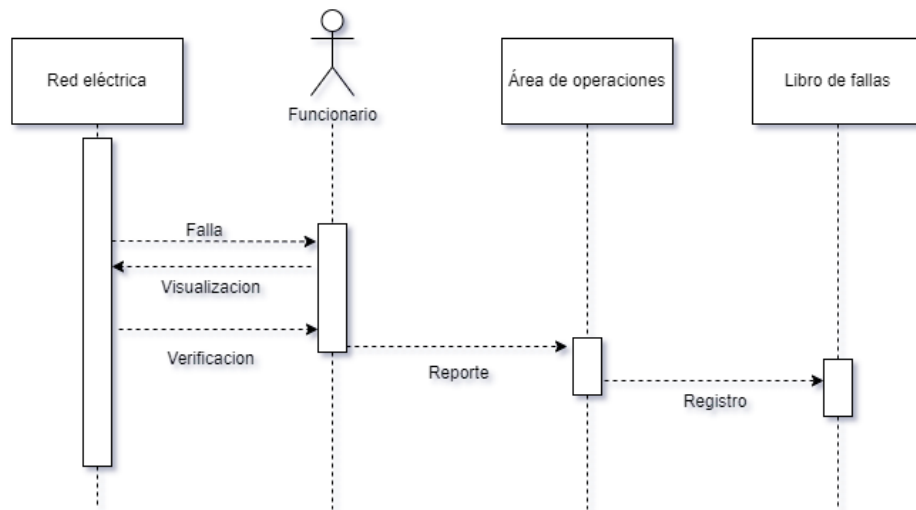 Red eléctrica
Funcionario
Área de operaciones
Libro de fallas
Falla
Visualizacion
Verificacion
Reporte
Registro